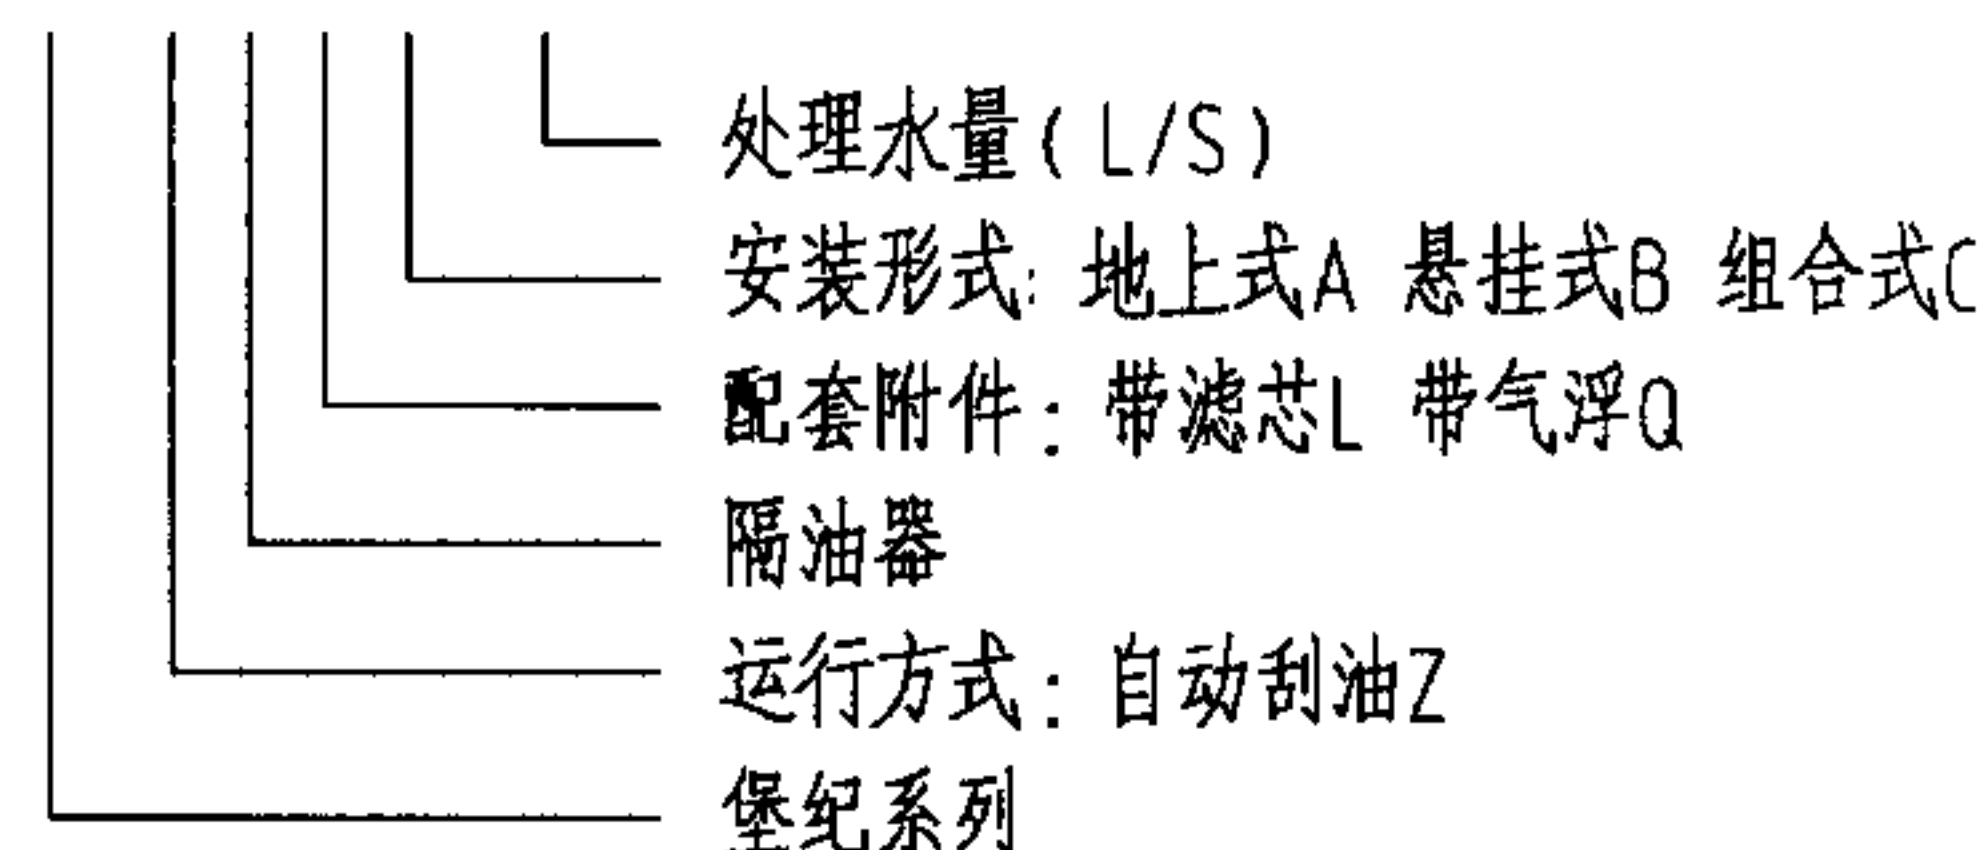 处理水量(L/S)
安装形式: 地上式A 悬挂式B 组合式C
配套附件: 带滤芯L 带气浮Q
隔油器
运行方式: 自动刮油Z
堡纪系列